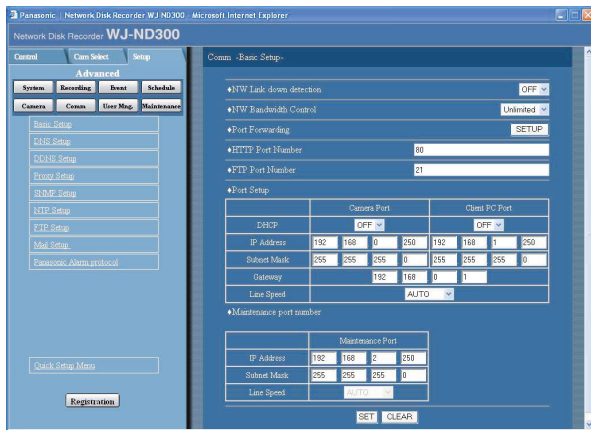 Panasonic | Network Disk Recorder WJ-ND300 - Microsoft Internet Explorer
Network Disk Recorder WJ-ND300
Control Cam Select Setup
Advanced
System Recording Event Schedule
Camera Comm User Mng. Maintenance
Basic Setup
DNS Setup
DDNS Setup
Proxy Setup
SNMP Setup
NTP Setup
FTP Setup
Mail Setup
Panasonic Alarm protocol
Quick Setup Menu
Registration
Comm -Basic Setup-
♦NW Link down detection OFF
♦NW Bandwidth Control Unlimited
♦Port Forwarding SETUP
♦HTTP Port Number 80
♦FTP Port Number 21
♦Port Setup
Camera Port Client PC Port
DHCP OFF OFF
IP Address 192 168 0 250 192 168 1 250
Subnet Mask 255 255 255 0 255 255 255 0
Gateway 192 168 0 1
Line Speed AUTO
♦Maintenance port number
Maintenance Port
IP Address 192 168 2 250
Subnet Mask 255 255 255 0
Line Speed AUTO
SET CLEAR